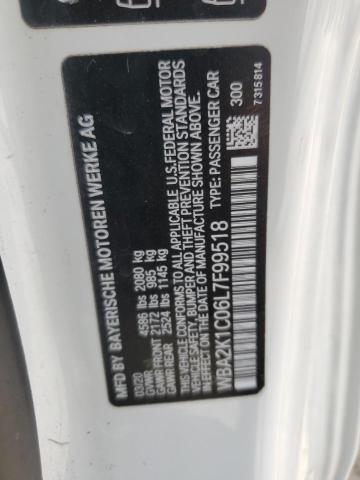 MFD BY BAYERISCHE MOTOREN WERKE AG
03/20
GVWR 4586 lbs 2080 kg
GAWR FRONT 2172 lbs 985 kg
GAWR REAR 2524 lbs 1145 kg
THIS VEHICLE CONFORMS TO ALL APPLICABLE U.S.FEDERAL MOTOR
VEHICLE SAFETY, BUMPER AND THEFT PREVENTION STANDARDS
IN EFFECT ON THE DATE OF MANUFACTURE SHOWN ABOVE.
WBA2K1C06L7F99518 TYPE: PASSENGER CAR
300
7315814